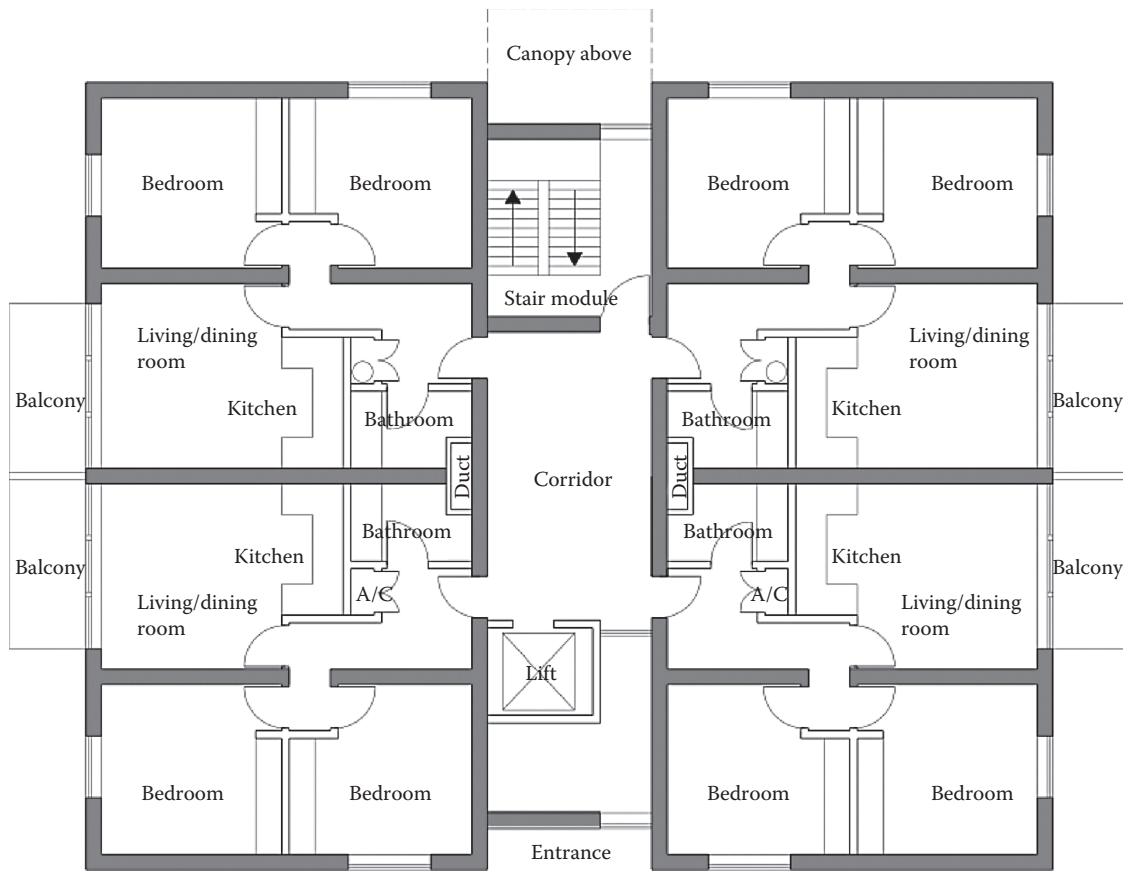 Canopy above
Bedroom
Bedroom
Bedroom
Bedroom
Stair module
Living/dining
room
Living/dining
room
Balcony
Kitchen
Bathroom
Bathroom
Kitchen
Balcony
Duct
Corridor
Duct
Balcony
Kitchen
Bathroom
Bathroom
Kitchen
Balcony
A/C
A/C
Living/dining
room
Living/dining
room
Lift
Bedroom
Bedroom
Bedroom
Bedroom
Entrance